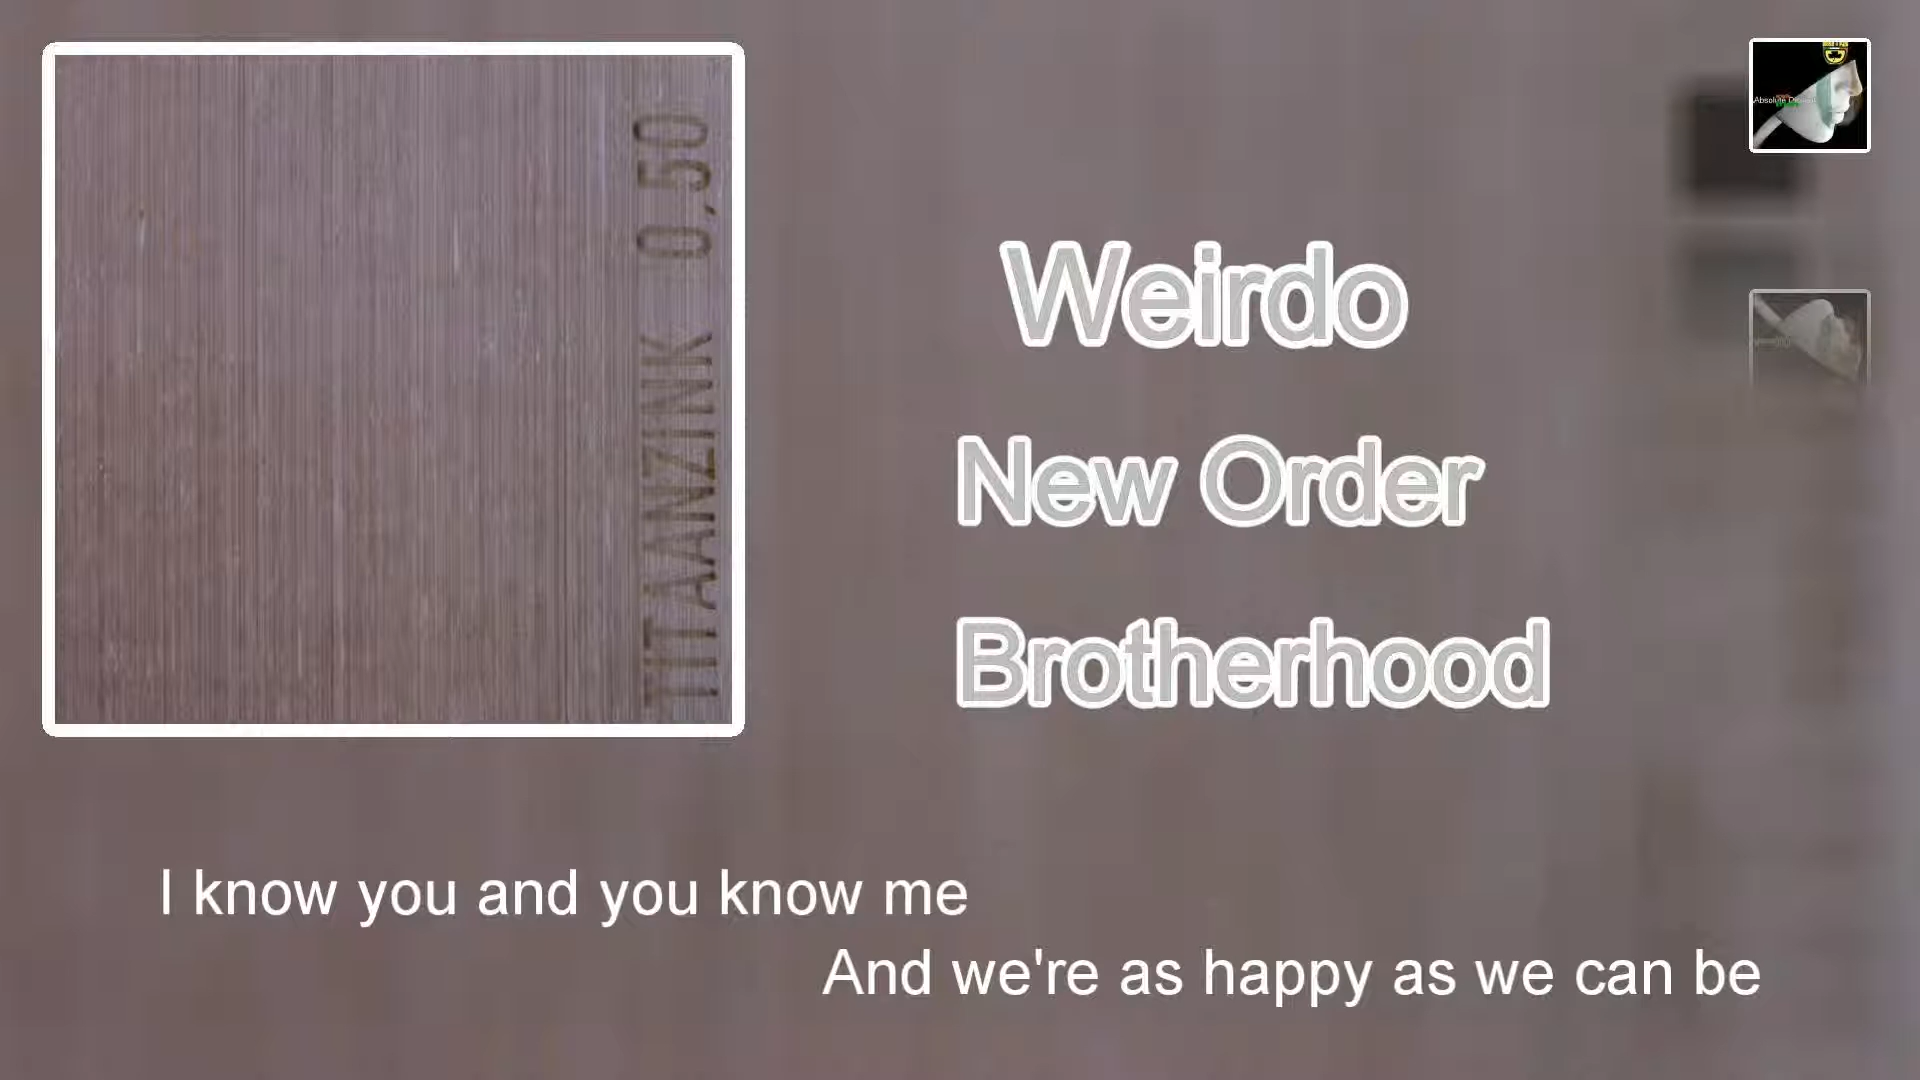 TITAANZINK 0,50
Absolute
Weirdo
New Order
Brotherhood
I know you and you know me
And we're as happy as we can be